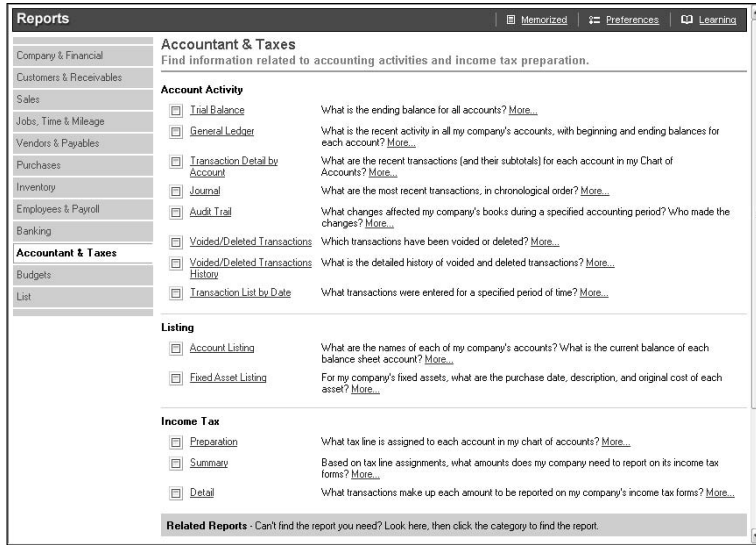 Reports
Memorized
Preferences
Learning
Company & Financial
Customers & Receivables
Sales
Jobs, Time & Mileage
Vendors & Payables
Purchases
Inventory
Employees & Payroll
Banking
Accountant & Taxes
Budgets
List
Accountant & Taxes
Find information related to accounting activities and income tax preparation.
Account Activity
Trial Balance
What is the ending balance for all accounts? More...
General Ledger
What is the recent activity in all my company's accounts, with beginning and ending balances for
each account? More...
Transaction Detail by
Account
What are the recent transactions (and their subtotals) for each account in my Chart of
Accounts? More...
Journal
What are the most recent transactions, in chronological order? More...
Audit Trail
What changes affected my company's books during a specified accounting period? Who made the
changes? More...
Voided/Deleted Transactions
Which transactions have been voided or deleted? More...
Voided/Deleted Transactions
History
What is the detailed history of voided and deleted transactions? More...
Transaction List by Date
What transactions were entered for a specified period of time? More...
Listing
Account Listing
What are the names of each of my company's accounts? What is the current balance of each
balance sheet account? More...
Fixed Asset Listing
For my company's fixed assets, what are the purchase date, description, and original cost of each
asset? More...
Income Tax
Preparation
What tax line is assigned to each account in my chart of accounts? More...
Summary
Based on tax line assignments, what amounts does my company need to report on its income tax
forms? More...
Detail
What transactions make up each amount to be reported on my company's income tax forms? More...
Related Reports - Can't find the report you need? Look here, then click the category to find the report.